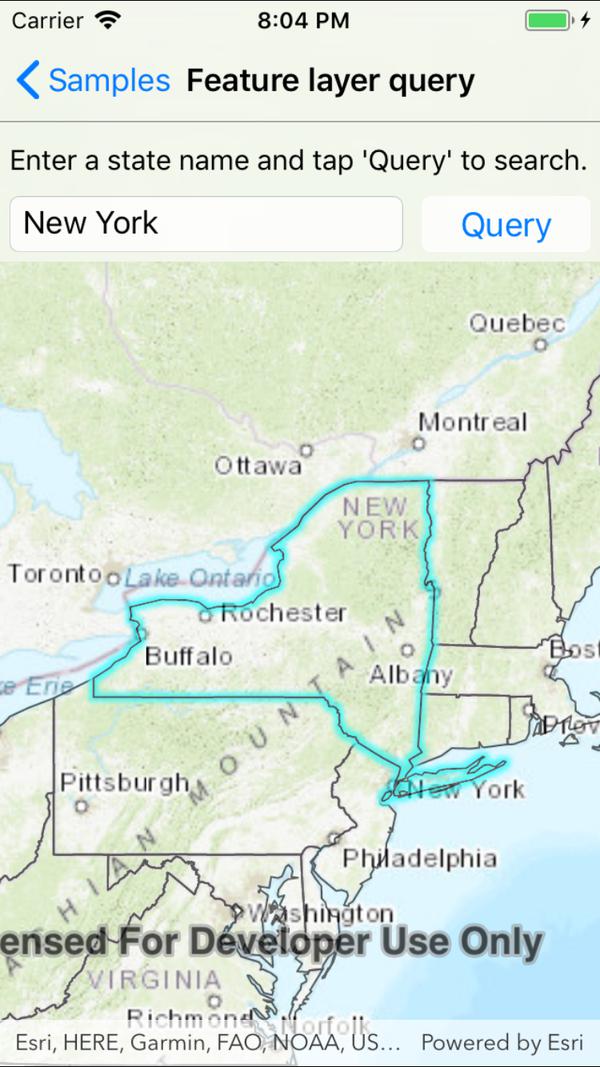 Carrier 8:04 PM
Samples Feature layer query
Enter a state name and tap 'Query' to search.
New York Query
Quebec
Montreal
Ottawa
NEW
YORK
Toronto Lake Ontario
Rochester
Buffalo
Bost
Albany
e Erie
Prov
Pittsburgh
New York
MOUNTAIN
HIAN
Philadelphia
Washington
ensed For Developer Use Only
A
VIRGINIA
Richmond
Norfolk
Esri, HERE, Garmin, FAO, NOAA, US... Powered by Esri